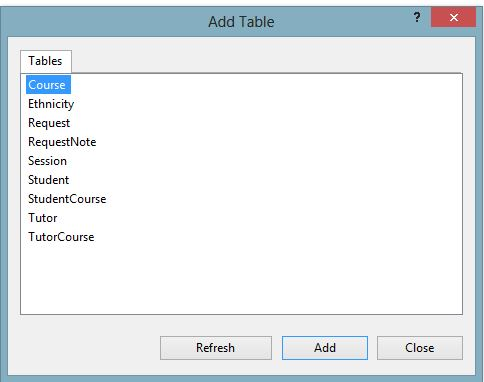 Add Table
?
Tables
Course
Ethnicity
Request
RequestNote
Session
Student
StudentCourse
Tutor
TutorCourse
Refresh Add Close